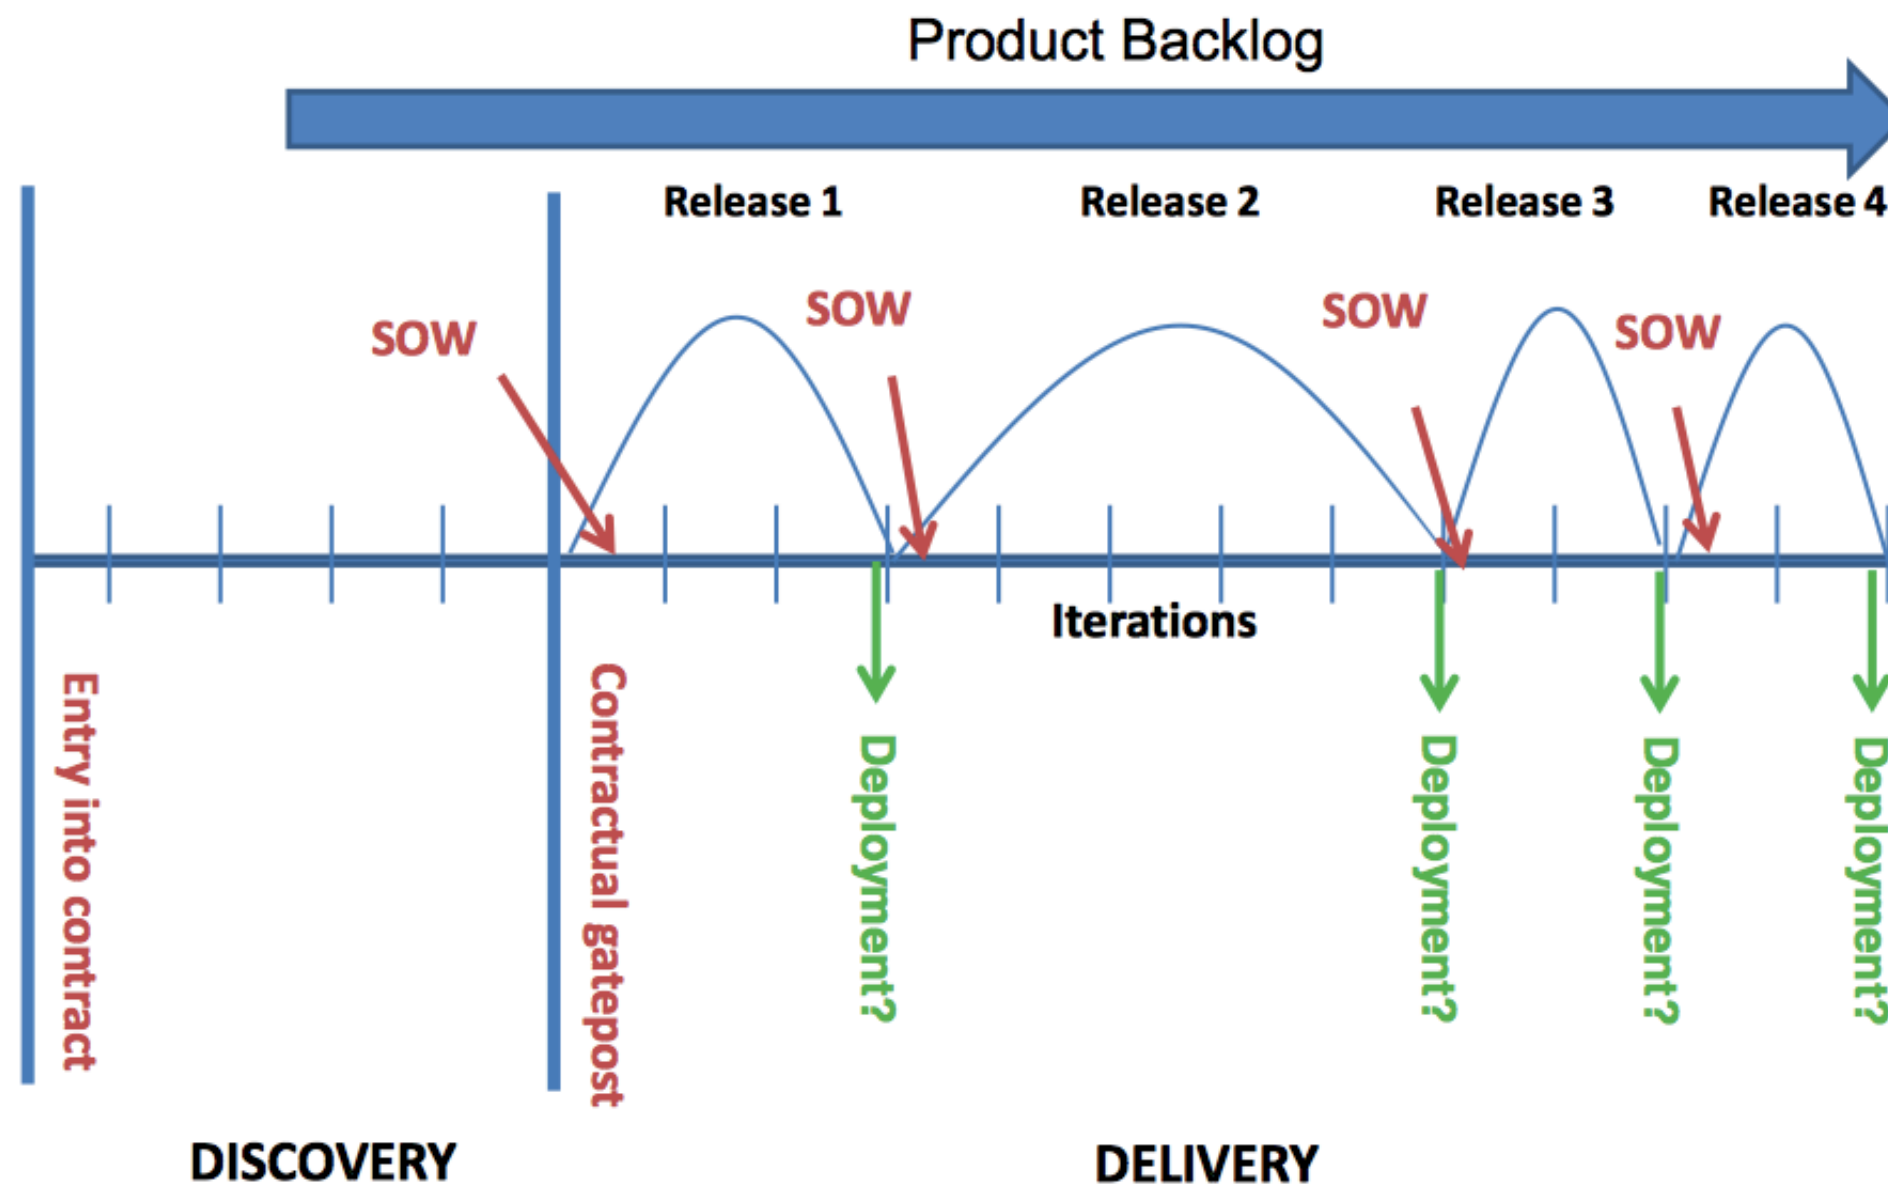 Product Backlog
Release 1
Release 2
Release 3
Release 4
SOW
SOW
SOW
SOW
Iterations
Entry into contract
Contractual gatepost
Deployment?
Deployment?
Deployment?
Deployment?
DISCOVERY
DELIVERY